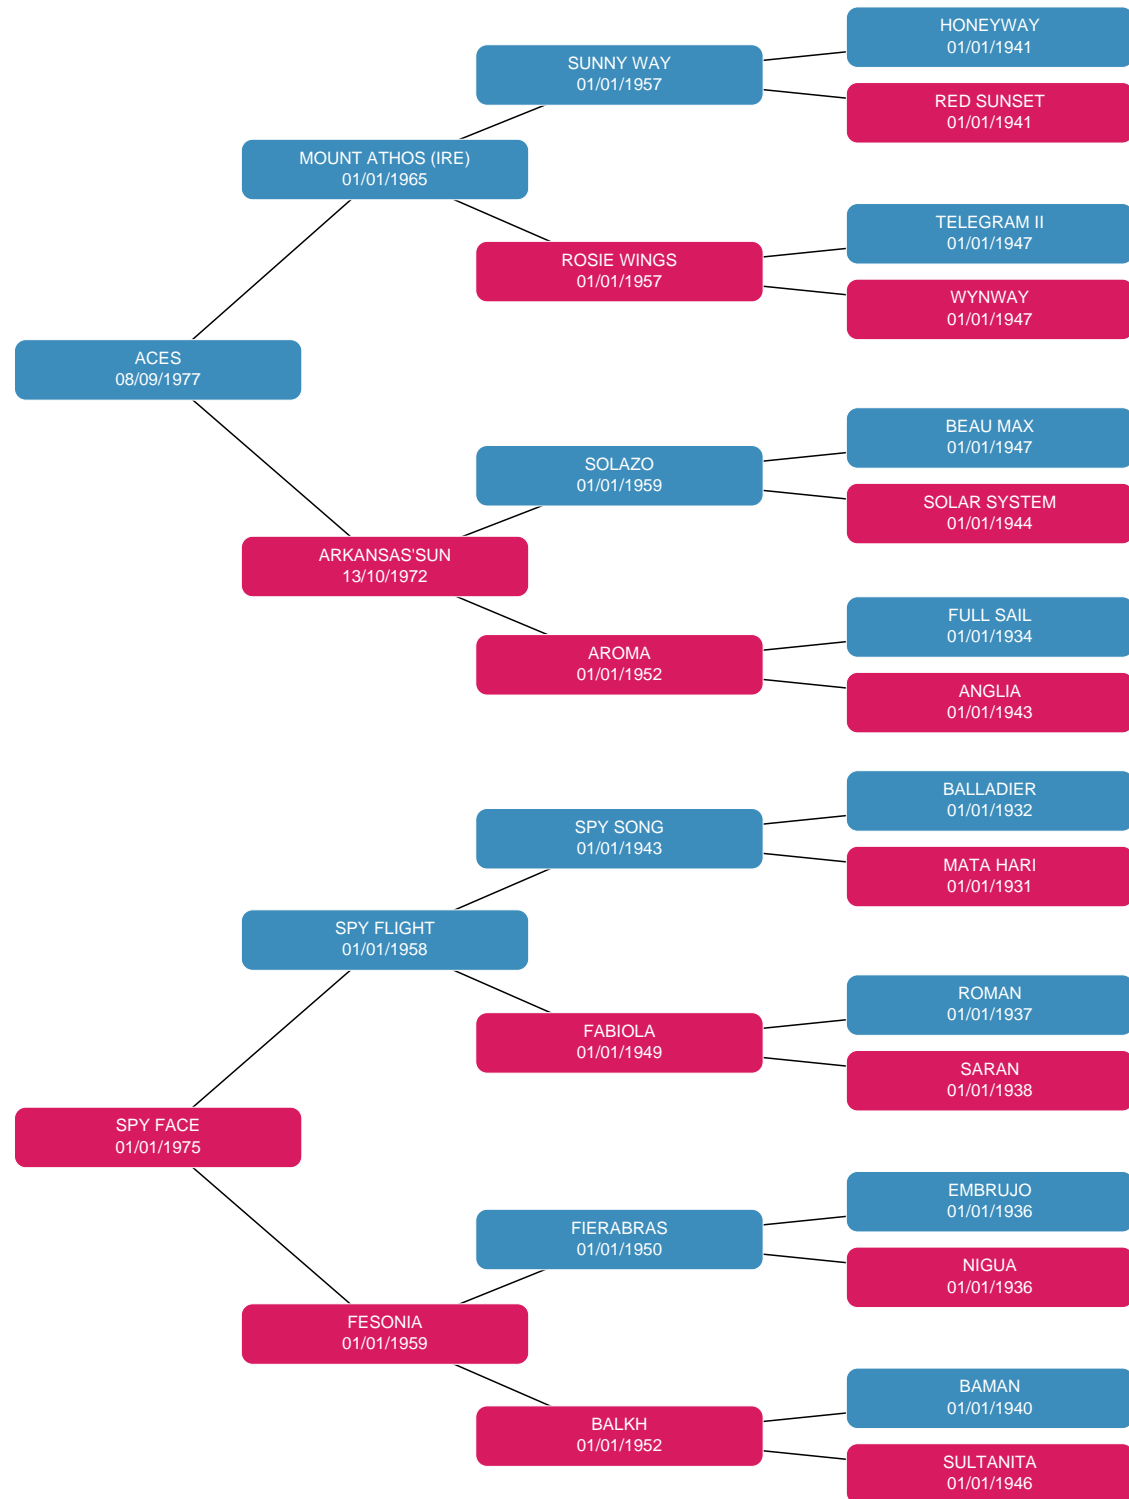 HONEYWAY
01/01/1941
SUNNY WAY
01/01/1957
RED SUNSET
01/01/1941
MOUNT ATHOS (IRE)
01/01/1965
TELEGRAM II
01/01/1947
ROSIE WINGS
01/01/1957
WYNWAY
01/01/1947
ACES
08/09/1977
BEAU MAX
01/01/1947
SOLAZO
01/01/1959
SOLAR SYSTEM
01/01/1944
ARKANSAS'SUN
13/10/1972
FULL SAIL
01/01/1934
AROMA
01/01/1952
ANGLIA
01/01/1943
BALLADIER
01/01/1932
SPY SONG
01/01/1943
MATA HARI
01/01/1931
SPY FLIGHT
01/01/1958
ROMAN
01/01/1937
FABIOLA
01/01/1949
SARAN
01/01/1938
SPY FACE
01/01/1975
EMBRUJO
01/01/1936
FIERABRAS
01/01/1950
NIGUA
01/01/1936
FESONIA
01/01/1959
BAMAN
01/01/1940
BALKH
01/01/1952
SULTANITA
01/01/1946